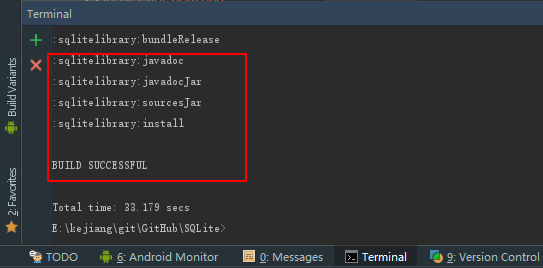 Terminal
:sqlitelibrary:bundleRelease
:sqlitelibrary:javadoc
:sqlitelibrary:javadocJar
:sqlitelibrary:sourcesJar
:sqlitelibrary:install
BUILD SUCCESSFUL
Total time: 33.179 secs
E:\kejiang\git\GitHub\SQLite>
Build Variants
2: Favorites
TODO 6: Android Monitor 0: Messages Terminal 9: Version Control